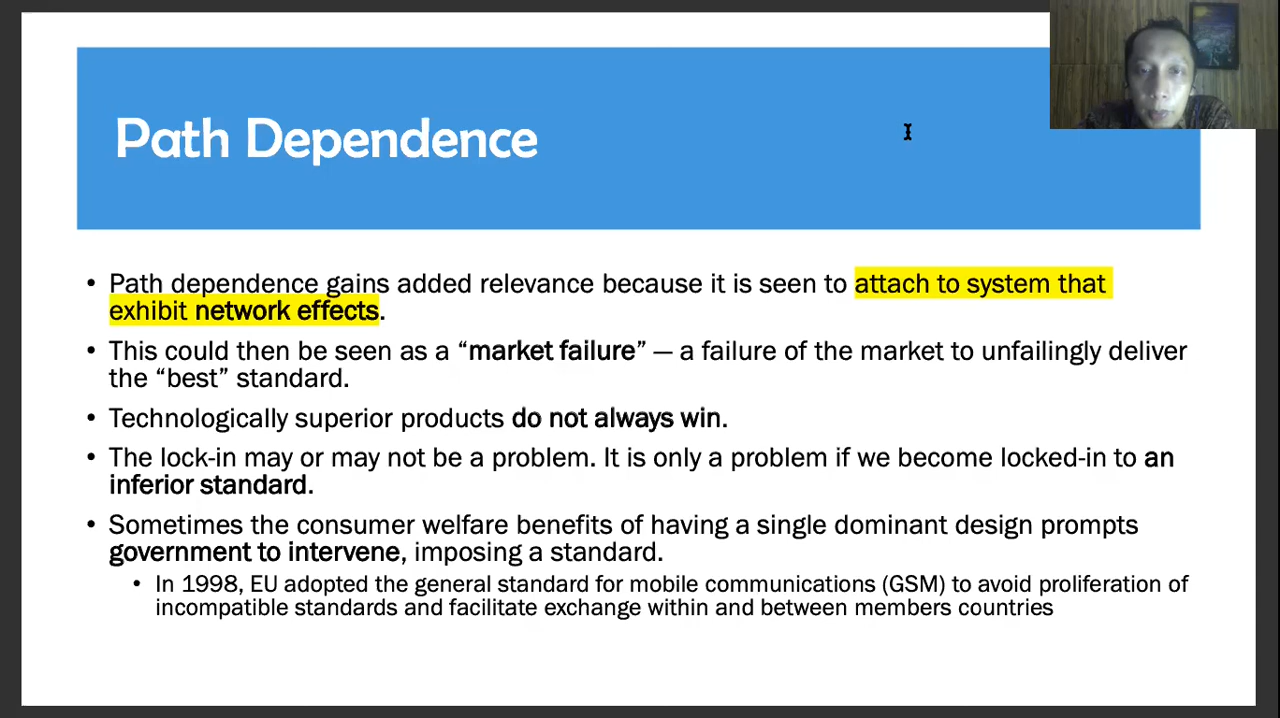 Path Dependence
• Path dependence gains added relevance because it is seen to attach to system that
exhibit network effects.
• This could then be seen as a “market failure” — a failure of the market to unfailingly deliver
the “best” standard.
• Technologically superior products do not always win.
• The lock-in may or may not be a problem. It is only a problem if we become locked-in to an
inferior standard.
• Sometimes the consumer welfare benefits of having a single dominant design prompts
government to intervene, imposing a standard.
• In 1998, EU adopted the general standard for mobile communications (GSM) to avoid proliferation of
incompatible standards and facilitate exchange within and between members countries